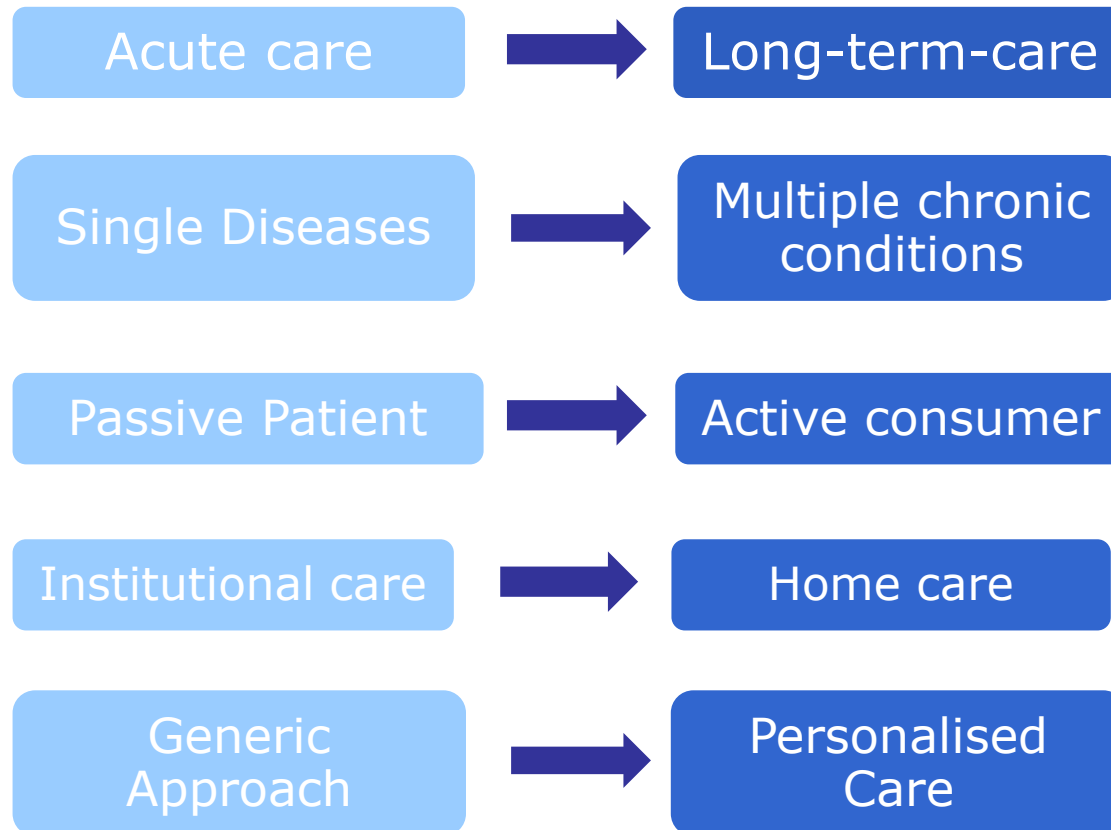 Acute care
Long-term-care
Single Diseases
Multiple chronic
conditions
Passive Patient
Active consumer
Institutional care
Home care
Generic
Approach
Personalised
Care